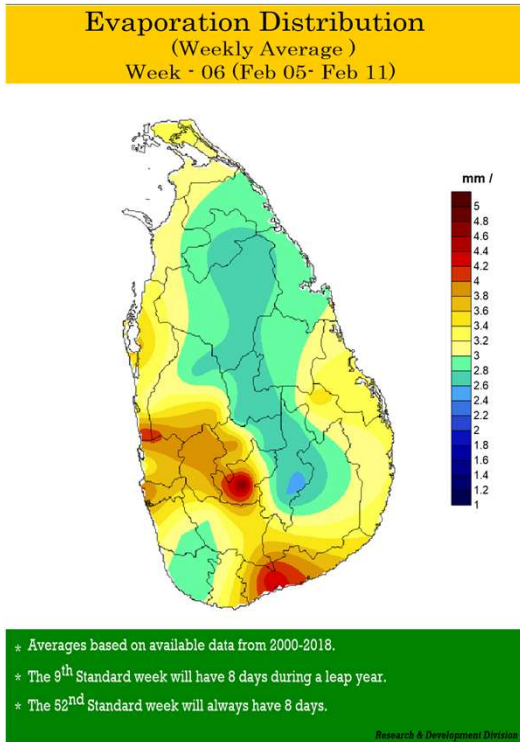 Evaporation Distribution
(Weekly Average )
Week - 06 (Feb 05- Feb 11)
mm /
5
4.8
4.6
4.4
4.2
4
3.8
3.6
3.4
3.2
3
2.8
2.6
2.4
2.2
2
1.8
1.6
1.4
1.2
1
* Averages based on available data from 2000-2018.
* The 9th Standard week will have 8 days during a leap year.
* The 52nd Standard week will always have 8 days.
Research & Development Division